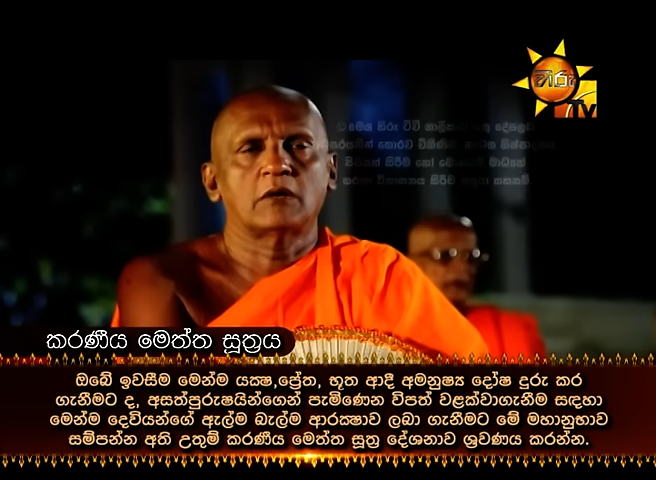 හිරු
TV
කරණීය මෙත්ත සූත්‍රය
ඔබේ ඉවසීම මෙන්ම යක්ෂ,ප්‍රේත, භූත ආදී අමනුෂ්‍ය දෝෂ දුරු කර
ගැනීමට ද, අසත්පුරුෂයින්ගෙන් පැමිණෙන විපත් වළක්වාගැනීම සඳහා
මෙන්ම දෙවියන්ගේ ඇල්ම බැල්ම ආරක්ෂාව ලබා ගැනීමට මේ මහානුභාව
සම්පන්න අති උතුම් කරණීය මෙත්ත සූත්‍ර දේශනාව ශ්‍රවණය කරන්න.